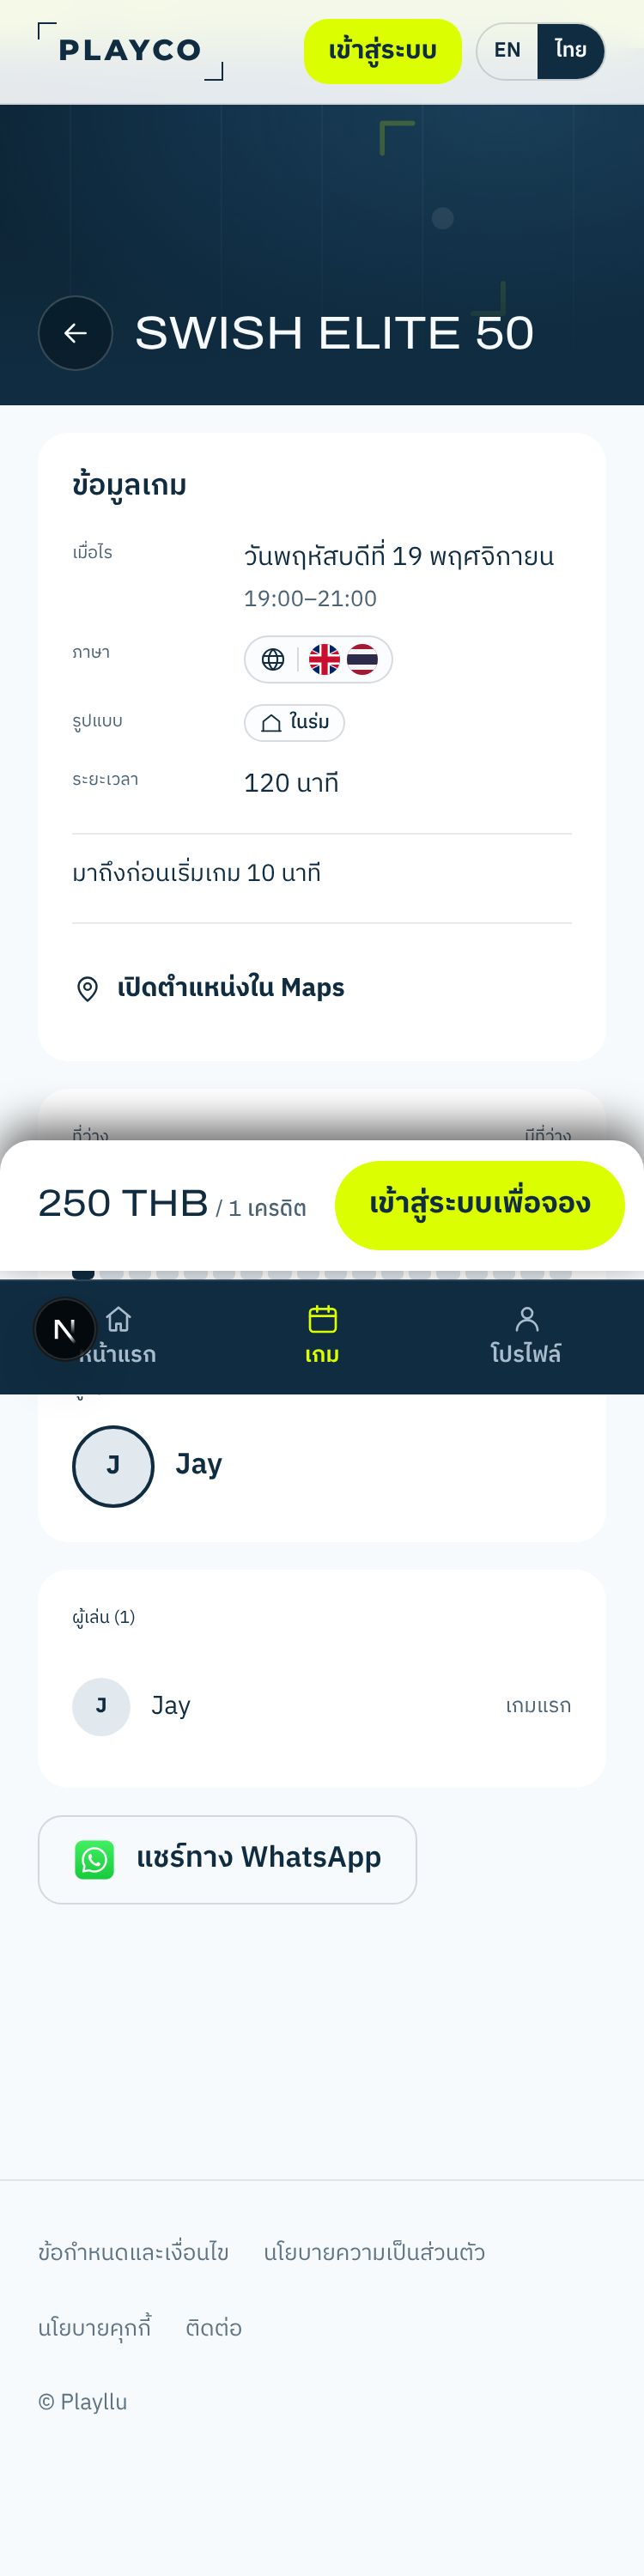 PLAYCO
เข้าสู่ระบบ
EN ไทย
SWISH ELITE 50
ข้อมูลเกม
เมื่อไร วันพฤหัสบดีที่ 19 พฤศจิกายน
19:00–21:00
ภาษา
รูปแบบ ในร่ม
ระยะเวลา 120 นาที
มาถึงก่อนเริ่มเกม 10 นาที
เปิดตำแหน่งใน Maps
ที่ว่าง มีที่ว่าง
250 THB / 1 เครดิต เข้าสู่ระบบเพื่อจอง
N
หน้าแรก เกม โปรไฟล์
J Jay
ผู้เล่น (1)
J Jay เกมแรก
แชร์ทาง WhatsApp
ข้อกำหนดและเงื่อนไข นโยบายความเป็นส่วนตัว
นโยบายคุกกี้ ติดต่อ
© Playllu